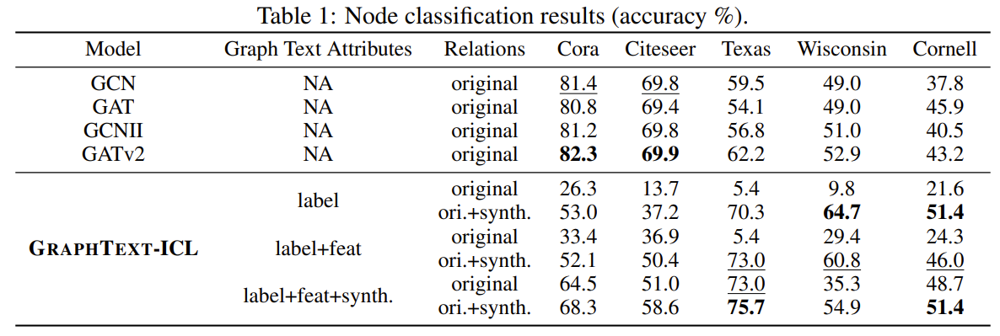 Table 1: Node classification results (accuracy %).
Model Graph Text Attributes Relations Cora Citeseer Texas Wisconsin Cornell
GCN NA original 81.4 69.8 59.5 49.0 37.8
GAT NA original 80.8 69.4 54.1 49.0 45.9
GCNII NA original 81.2 69.8 56.8 51.0 40.5
GATv2 NA original 82.3 69.9 62.2 52.9 43.2
GRAPHTEXT-ICL label original 26.3 13.7 5.4 9.8 21.6
ori.+synth. 53.0 37.2 70.3 64.7 51.4
label+feat original 33.4 36.9 5.4 29.4 24.3
ori.+synth. 52.1 50.4 73.0 60.8 46.0
label+feat+synth. original 64.5 51.0 73.0 35.3 48.7
ori.+synth. 68.3 58.6 75.7 54.9 51.4